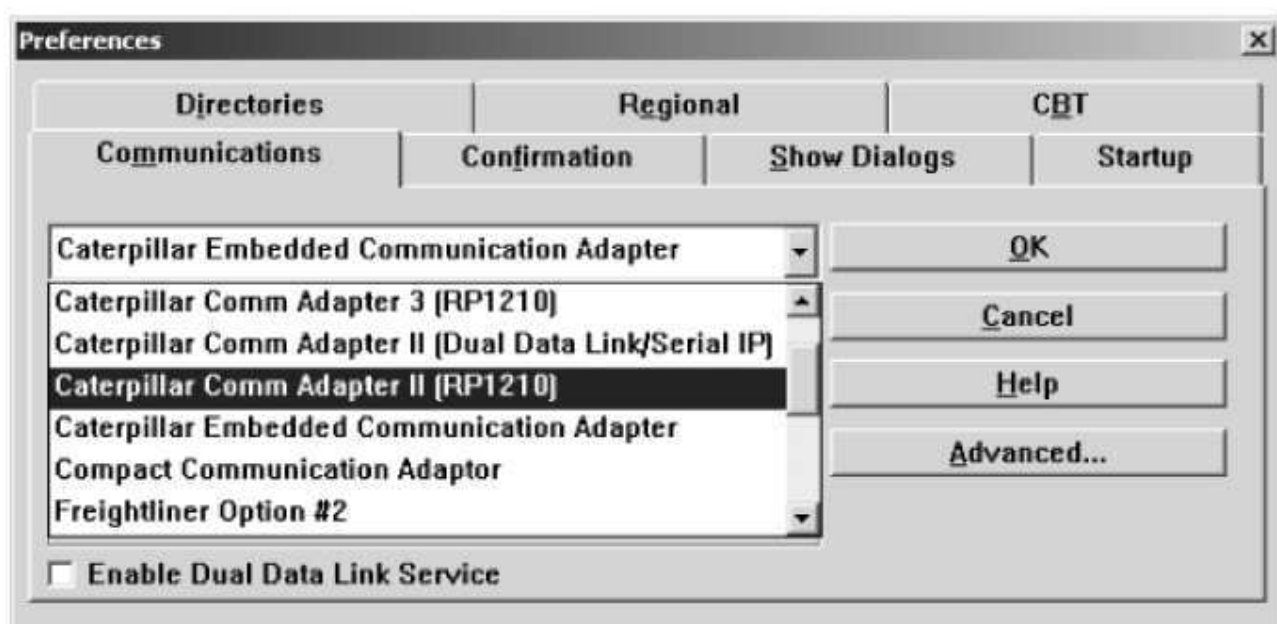 Preferences
Directories
Regional
CBT
Communications
Confirmation
Show Dialogs
Startup
Caterpillar Embedded Communication Adapter
Caterpillar Comm Adapter 3 (RP1210)
Caterpillar Comm Adapter II (Dual Data Link/Serial IP)
Caterpillar Comm Adapter II (RP1210)
Caterpillar Embedded Communication Adapter
Compact Communication Adaptor
Freightliner Option #2
Enable Dual Data Link Service
OK
Cancel
Help
Advanced...